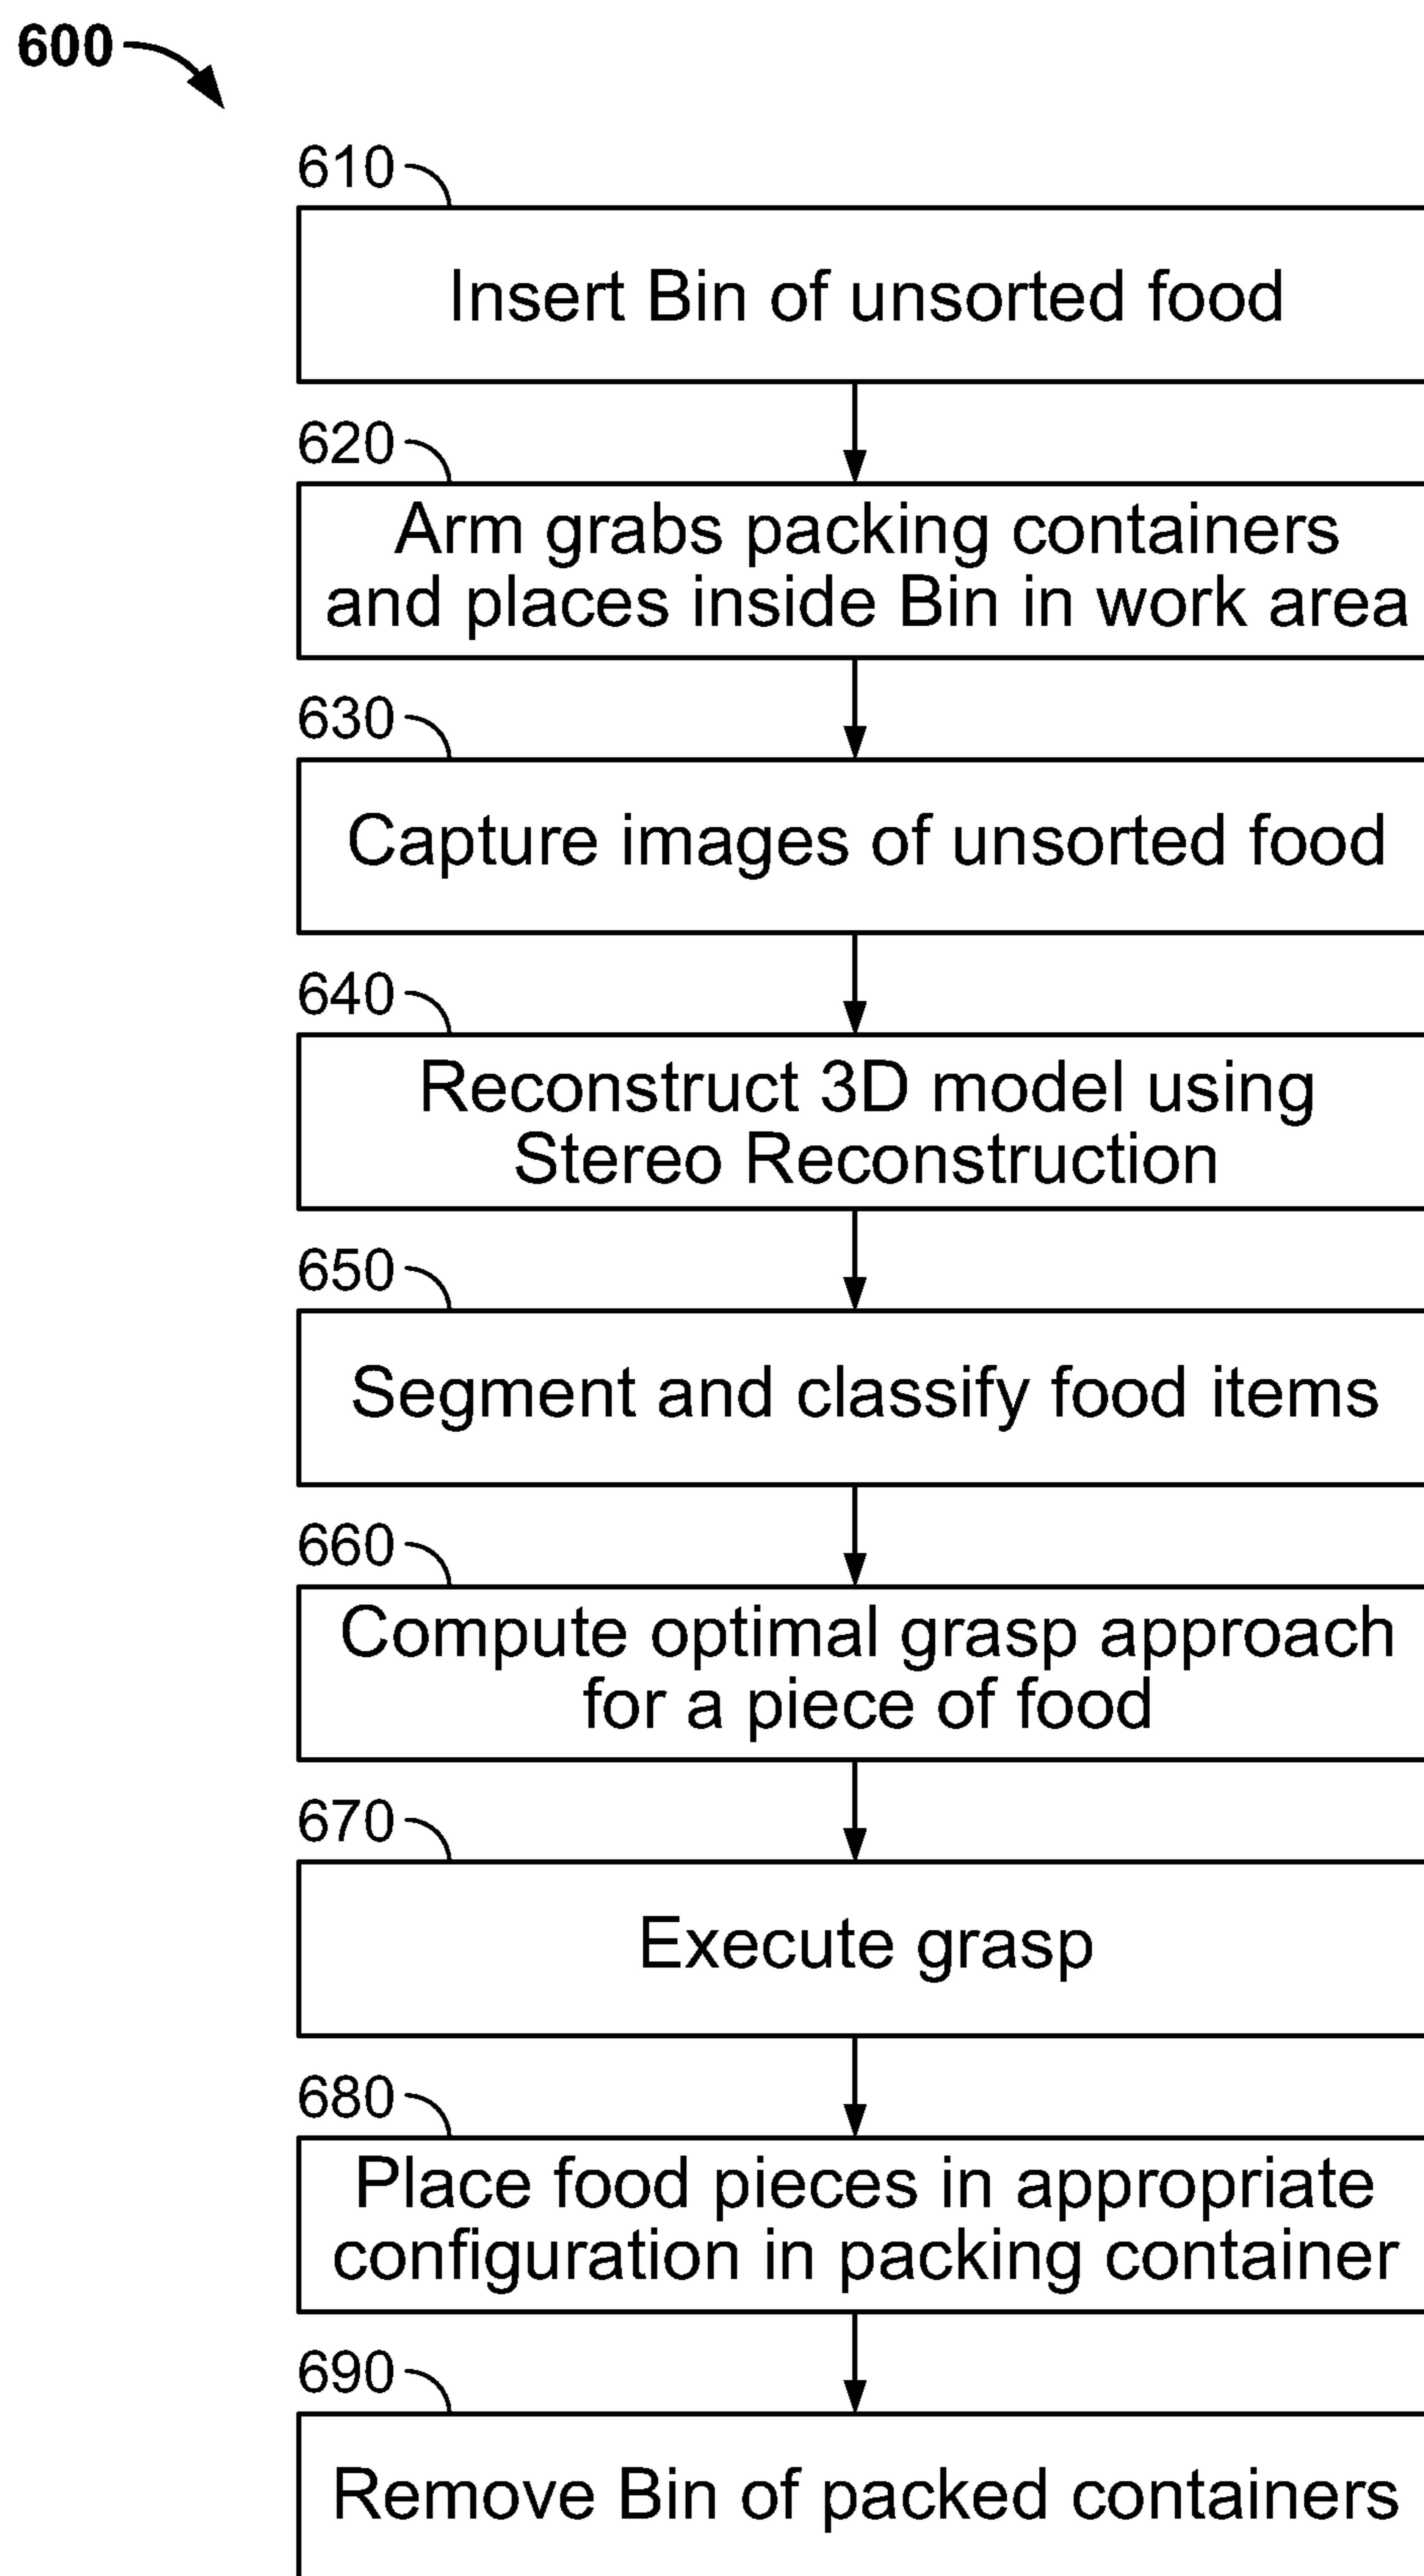 600
610
Insert Bin of unsorted food
620
Arm grabs packing containers
and places inside Bin in work area
630
Capture images of unsorted food
640
Reconstruct 3D model using
Stereo Reconstruction
650
Segment and classify food items
660
Compute optimal grasp approach
for a piece of food
670
Execute grasp
680
Place food pieces in appropriate
configuration in packing container
690
Remove Bin of packed containers